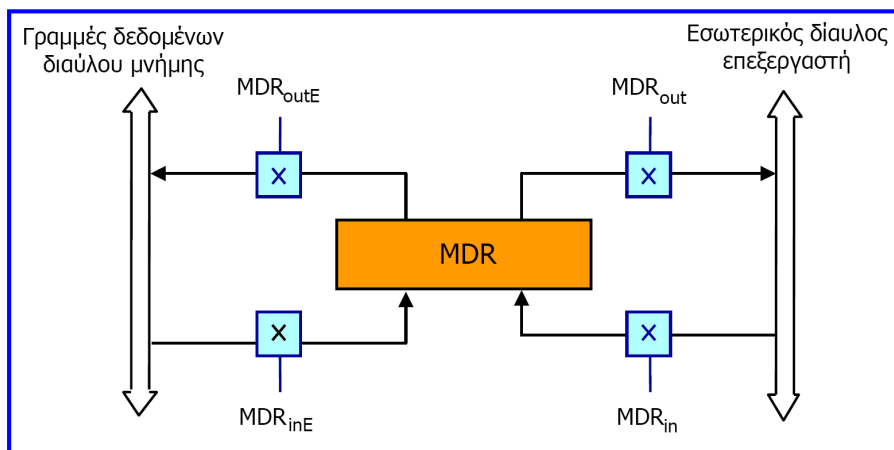 Γραμμές δεδομένων
διαύλου μνήμης
Εσωτερικός δίαυλος
επεξεργαστή
MDRoutE
MDRout
X
X
MDR
X
X
MDRinE
MDRin